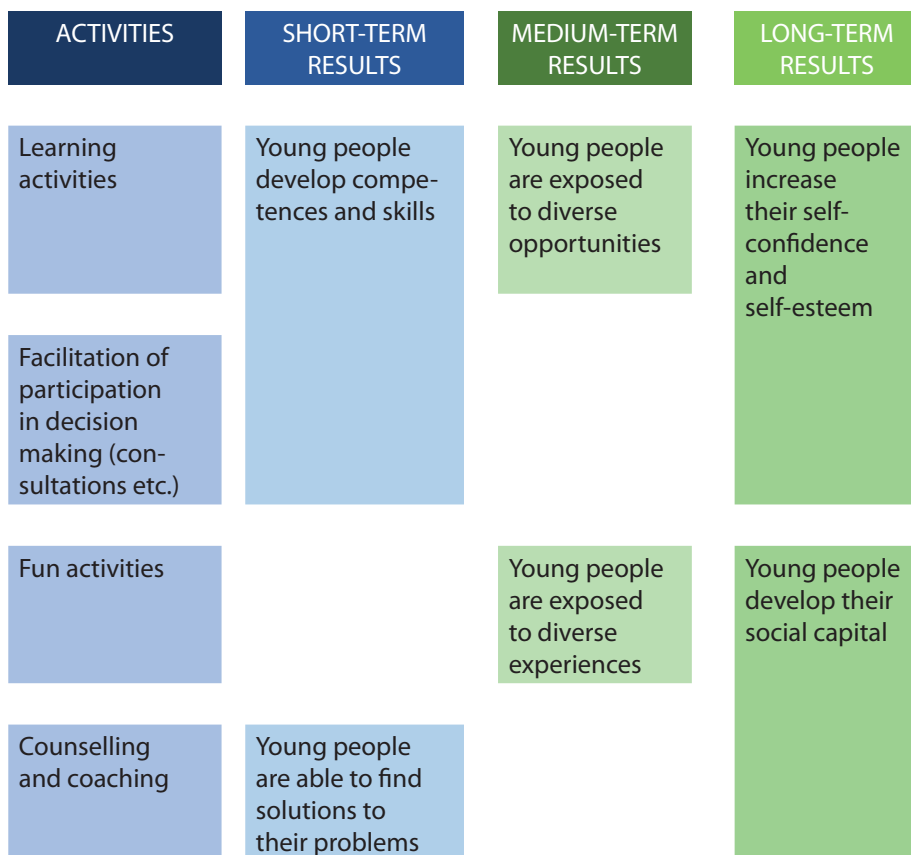 ACTIVITIES
SHORT-TERM
RESULTS
MEDIUM-TERM
RESULTS
LONG-TERM
RESULTS
Learning
activities
Young people
develop compe-
tences and skills
Young people
are exposed
to diverse
opportunities
Young people
increase
their self-
confidence
and
self-esteem
Facilitation of
participation
in decision
making (con-
sultations etc.)
Fun activities
Young people
are exposed
to diverse
experiences
Young people
develop their
social capital
Counselling
and coaching
Young people
are able to find
solutions to
their problems